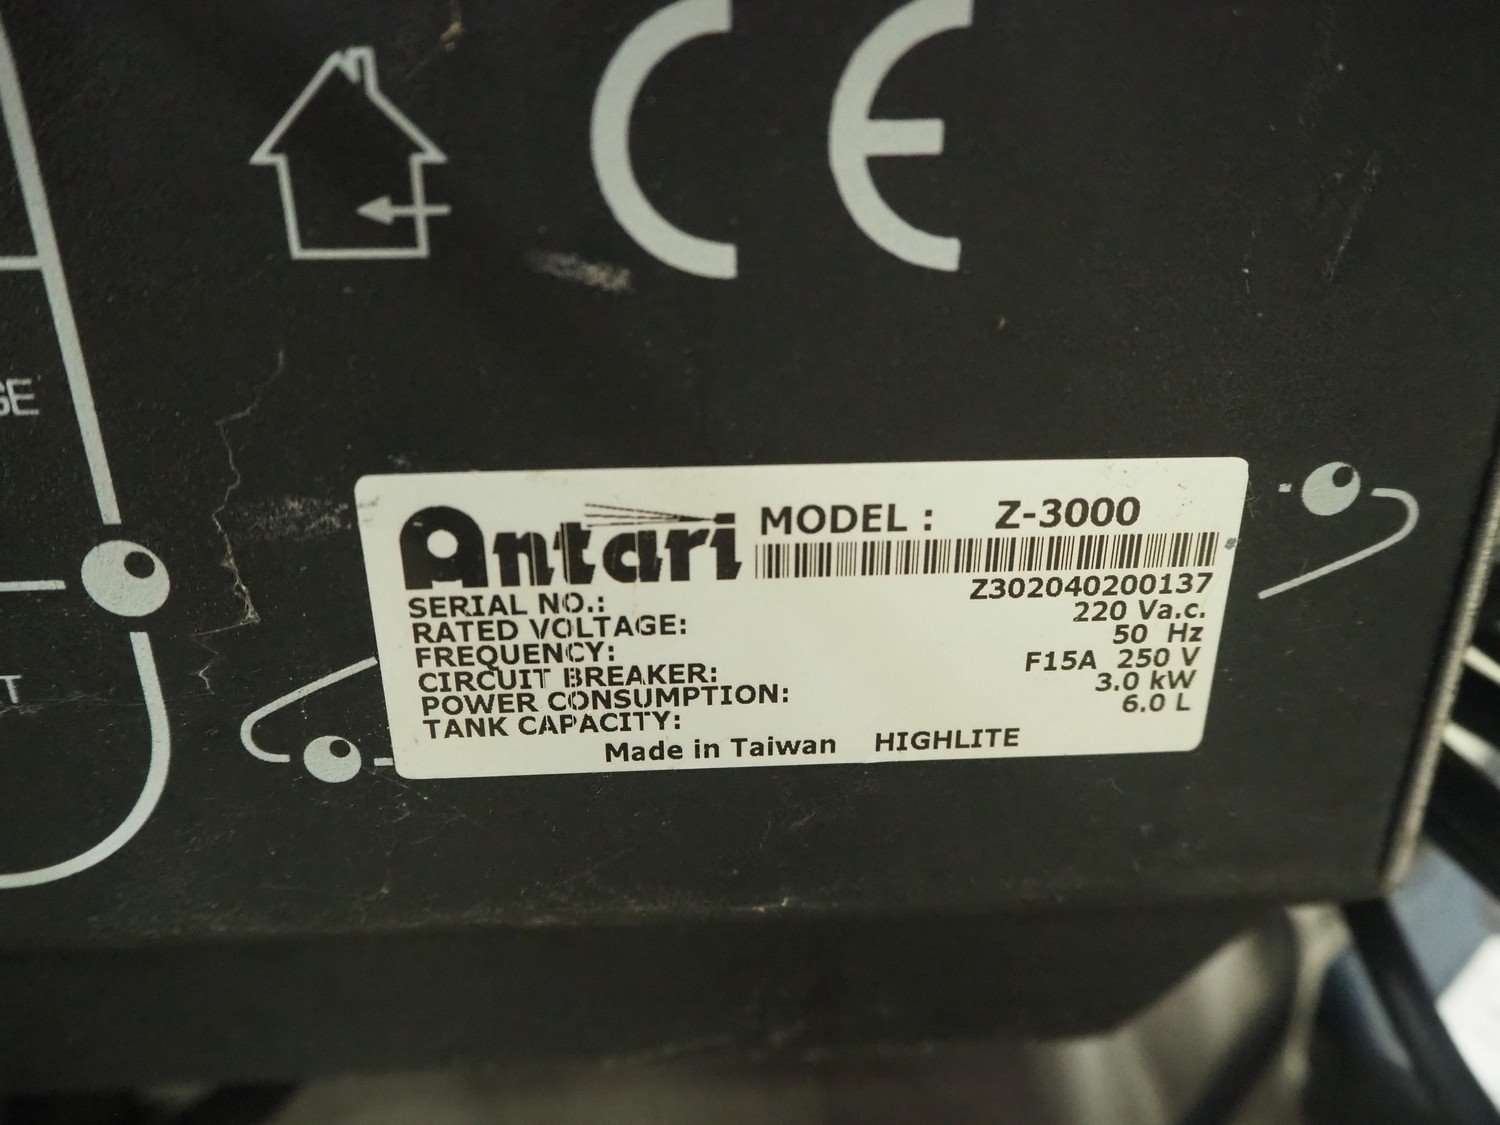 CE
GE
T
Antari MODEL : Z-3000
SERIAL NO.: Z302040200137
RATED VOLTAGE: 220 Va.c.
FREQUENCY: 50 Hz
CIRCUIT BREAKER: F15A 250 V
POWER CONSUMPTION: 3.0 kW
TANK CAPACITY: 6.0 L
Made in Taiwan HIGHLITE